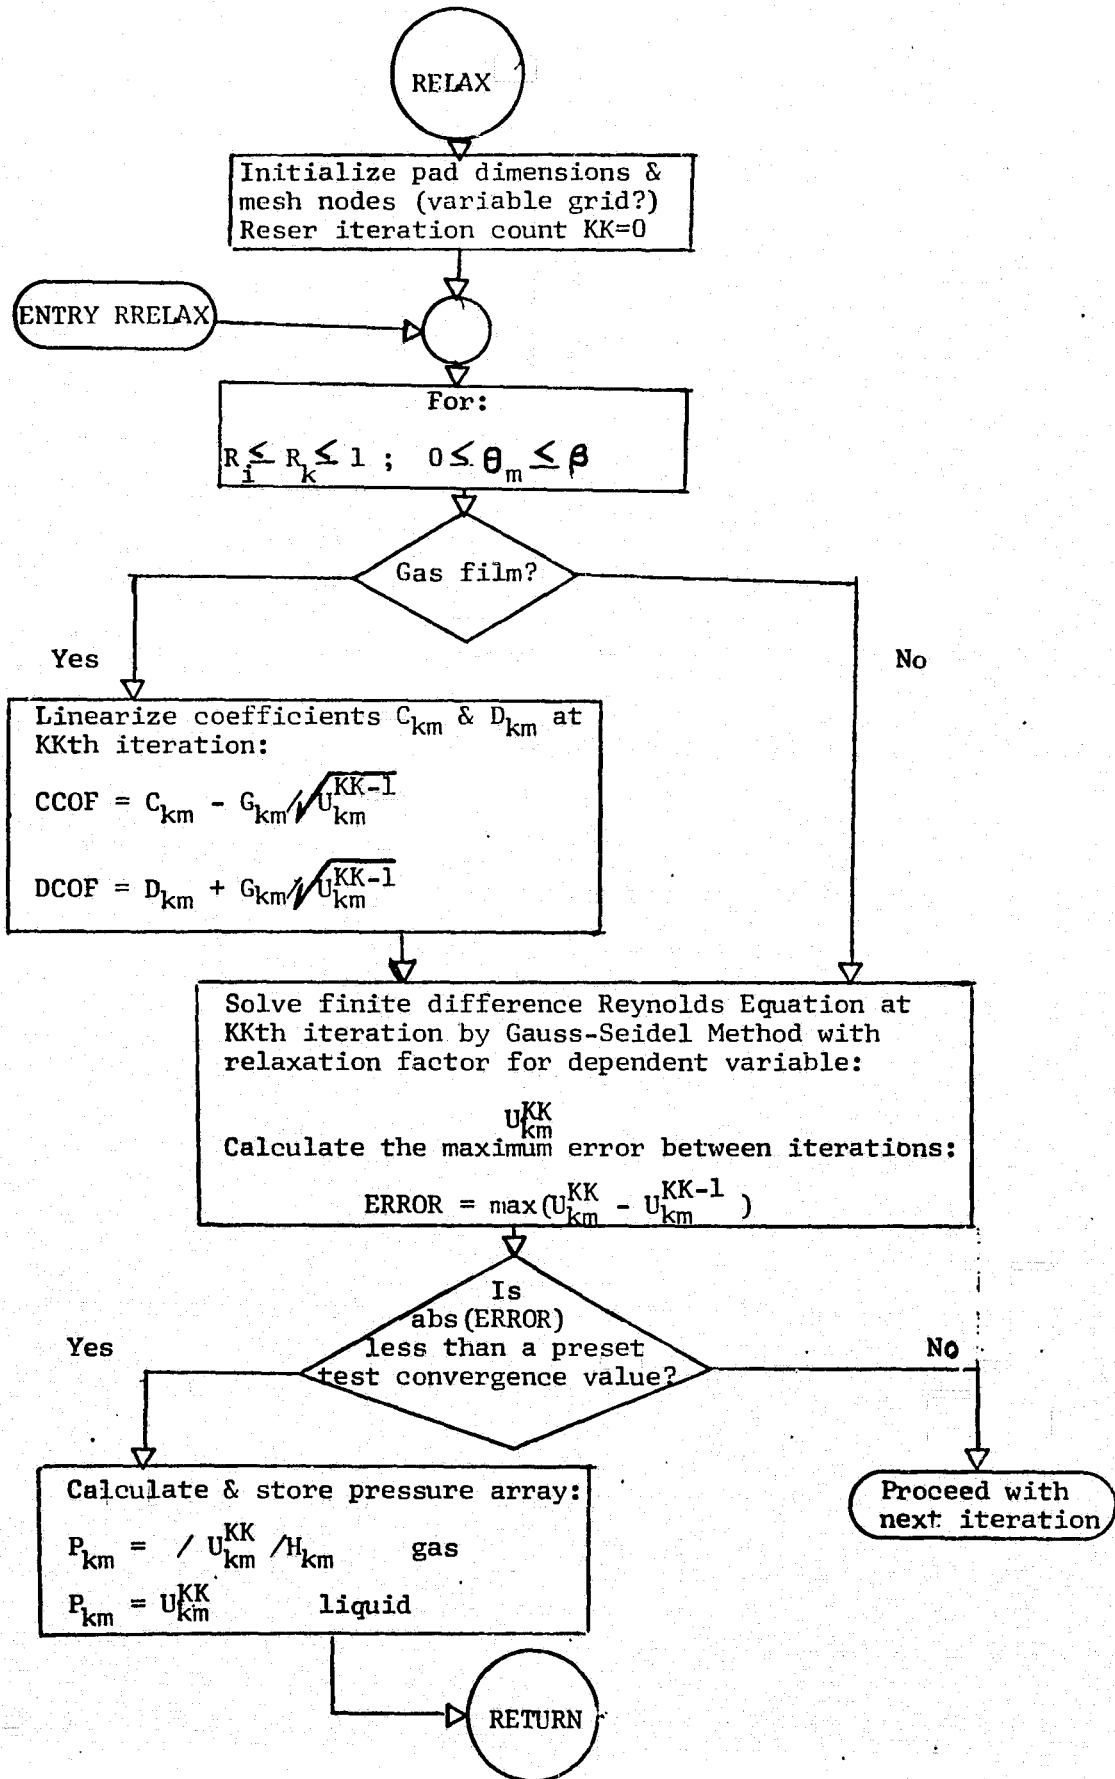 RELAX
Initialize pad dimensions &
mesh nodes (variable grid?)
Reser iteration count KK=0
ENTRY RRELAX
For:
R_i ≤ R_k ≤ 1 ; 0 ≤ θ_m ≤ β
Gas film?
Yes
No
Linearize coefficients C_km & D_km at
KKth iteration:
CCOF = C_km - G_km/√U_km^KK-1
DCOF = D_km + G_km/√U_km^KK-1
Solve finite difference Reynolds Equation at
KKth iteration by Gauss-Seidel Method with
relaxation factor for dependent variable:
U_km^KK
Calculate the maximum error between iterations:
ERROR = max(U_km^KK - U_km^KK-1 )
Is
abs(ERROR)
less than a preset
test convergence value?
Yes
No
Calculate & store pressure array:
P_km = / U_km^KK /H_km gas
P_km = U_km^KK liquid
Proceed with
next iteration
RETURN